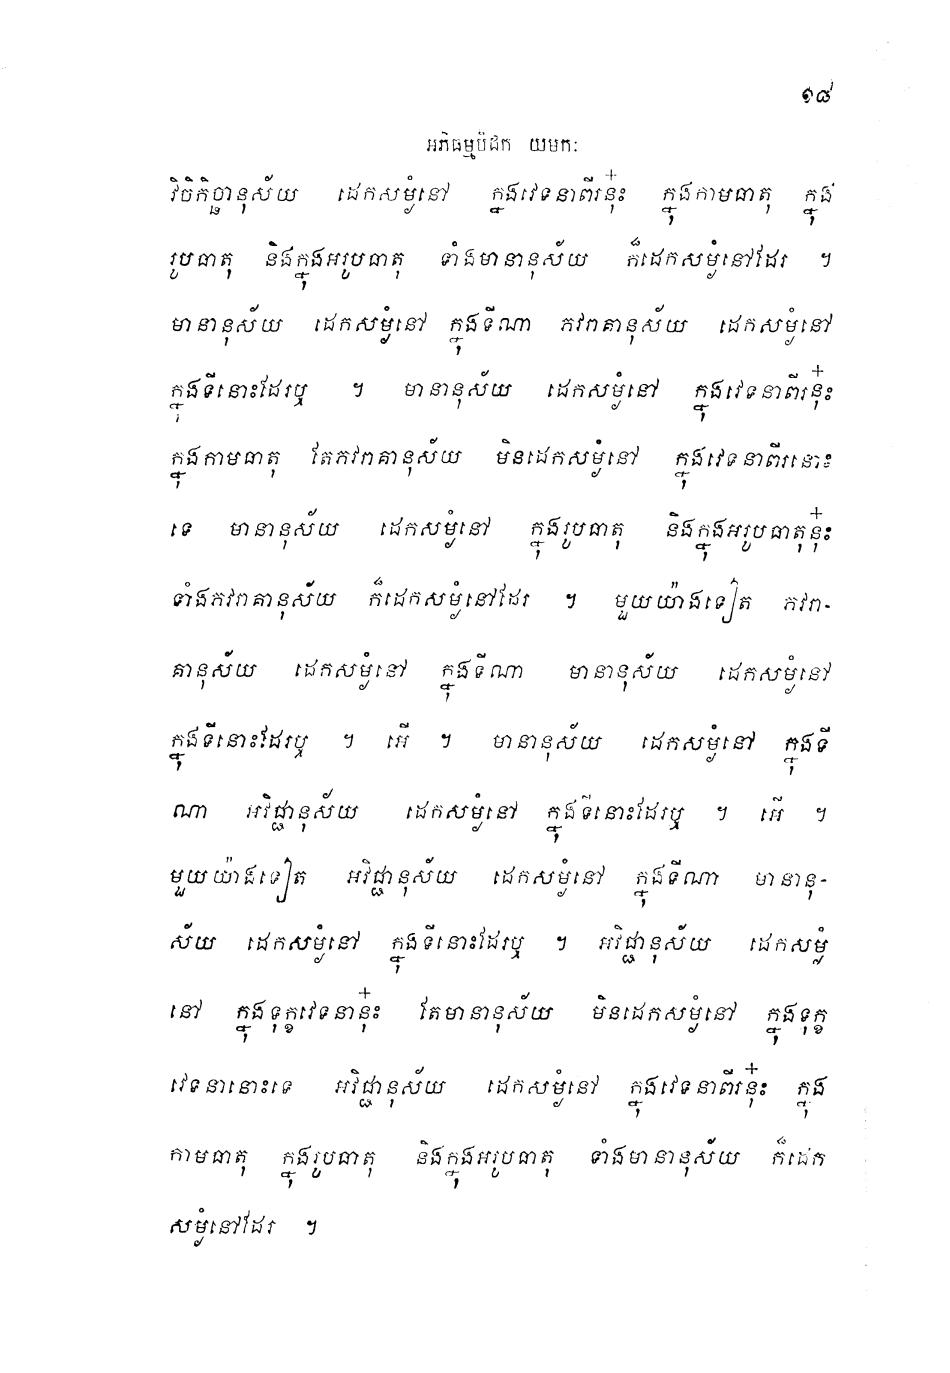 ១៨
អភិធម្មបិដក យមកៈ
វិចិកិច្ឆានុស័យ ដេកសម្ងំនៅ ក្នុងវេទនាពីរនុ៎ះ ក្នុងកាមធាតុ ក្នុង
រូបធាតុ និងក្នុងអរូបធាតុ ទាំងមានានុស័យ ក៏ដេកសម្ងំនៅដែរ ។
មានានុស័យ ដេកសម្ងំនៅ ក្នុងទីណា ភវរាគានុស័យ ដេកសម្ងំនៅ
ក្នុងទីនោះដែរឬ ។ មានានុស័យ ដេកសម្ងំនៅ ក្នុងវេទនាពីរនុ៎ះ
ក្នុងកាមធាតុ តែភវរាគានុស័យ មិនដេកសម្ងំនៅ ក្នុងវេទនាពីរនោះ
ទេ មានានុស័យ ដេកសម្ងំនៅ ក្នុងរូបធាតុ និងក្នុងអរូបធាតុនុ៎ះ
ទាំងភវរាគានុស័យ ក៏ដេកសម្ងំនៅដែរ ។ មួយយ៉ាងទៀត ភវរា-
គានុស័យ ដេកសម្ងំនៅ ក្នុងទីណា មានានុស័យ ដេកសម្ងំនៅ
ក្នុងទីនោះដែរឬ ។ អើ ។ មានានុស័យ ដេកសម្ងំនៅ ក្នុងទី
ណា អវិជ្ជានុស័យ ដេកសម្ងំនៅ ក្នុងទីនោះដែរឬ ។ អើ ។
មួយយ៉ាងទៀត អវិជ្ជានុស័យ ដេកសម្ងំនៅ ក្នុងទីណា មានានុ-
ស័យ ដេកសម្ងំនៅ ក្នុងទីនោះដែរឬ ។ អវិជ្ជានុស័យ ដេកសម្ងំ
នៅ ក្នុងទុក្ខវេទនានុ៎ះ តែមានានុស័យ មិនដេកសម្ងំនៅ ក្នុងទុក្ខ
វេទនានោះទេ អវិជ្ជានុស័យ ដេកសម្ងំនៅ ក្នុងវេទនាពីរនុ៎ះ ក្នុង
កាមធាតុ ក្នុងរូបធាតុ និងក្នុងអរូបធាតុ ទាំងមានានុស័យ ក៏ដេក
សម្ងំនៅដែរ ។